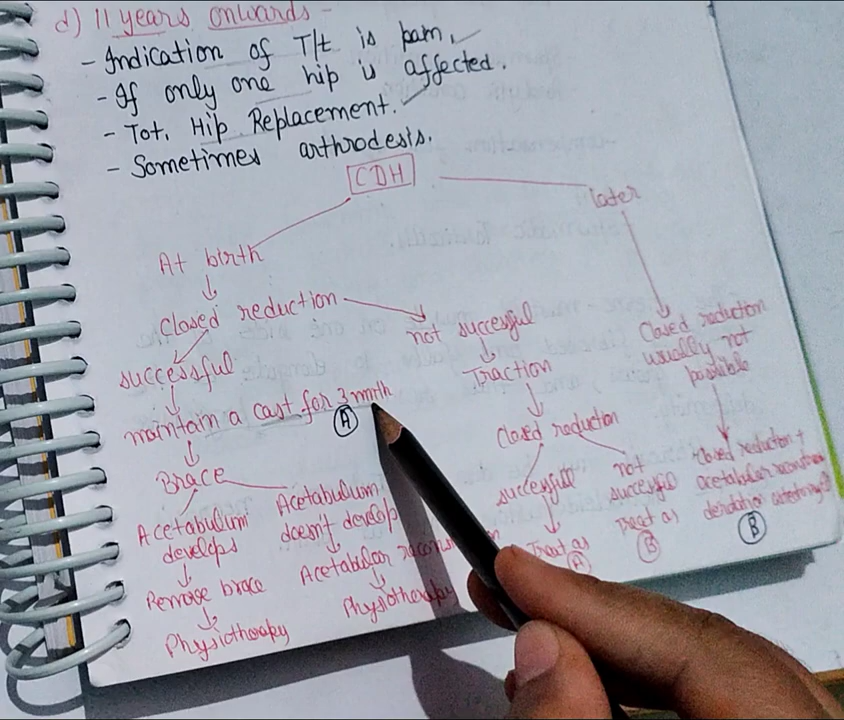 d) 11 years onwards -
- Indication of T/t is pain.
- If only one hip is affected.
- Tot. Hip Replacement.
- Sometimes arthrodesis.
CDH
At birth
later
Closed reduction
not successful
Closed reduction
usually not
possible
successful
Traction
maintain a cast for 3 mnth
A
Closed reduction
Brace
successful
not
successful
Closed reduction +
acetabular
Acetabulum
develops
Acetabulum
doesn't develop
Treat as
A
Treat as
B
B
Remove brace
Acetabular
Physiotherapy
Physiotherapy